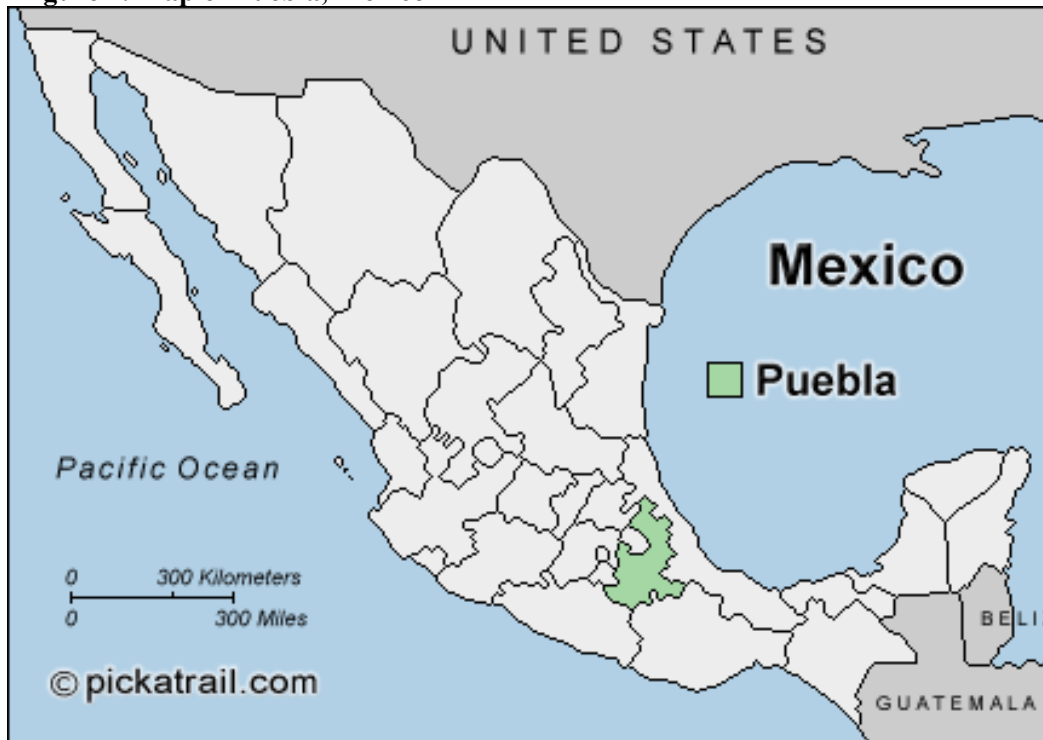 UNITED STATES
Mexico
Puebla
Pacific Ocean
0 300 Kilometers
0 300 Miles
BELI
GUATEMALA
© pickatrail.com